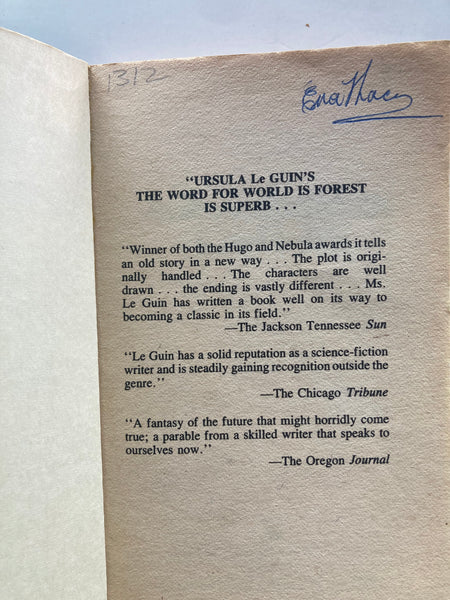 1312
"URSULA Le GUIN'S
THE WORD FOR WORLD IS FOREST
IS SUPERB . . .
"Winner of both the Hugo and Nebula awards it tells
an old story in a new way . . . The plot is origi-
nally handled . . . The characters are well
drawn . . . the ending is vastly different . . . Ms.
Le Guin has written a book well on its way to
becoming a classic in its field."
—The Jackson Tennessee Sun
"Le Guin has a solid reputation as a science-fiction
writer and is steadily gaining recognition outside the
genre."
—The Chicago Tribune
"A fantasy of the future that might horridly come
true; a parable from a skilled writer that speaks to
ourselves now."
—The Oregon Journal